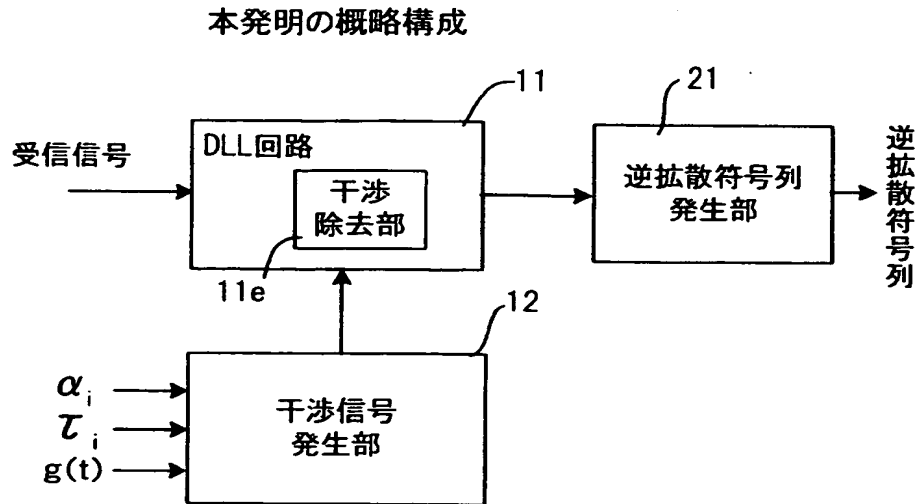 本発明の概略構成
11
21
受信信号
DLL回路
干渉
除去部
逆拡散符号列
発生部
逆拡散符号列
11e
12
αi
τi
g(t)
干渉信号
発生部